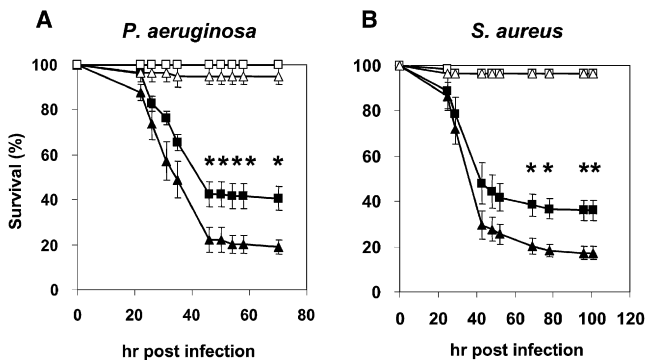 A P. aeruginosa
B S. aureus
Survival (%)
100
80
60
40
20
0
**** *
0 20 40 60 80
hr post infection
100
80
60
40
20
0
** **
0 20 40 60 80 100 120
hr post infection